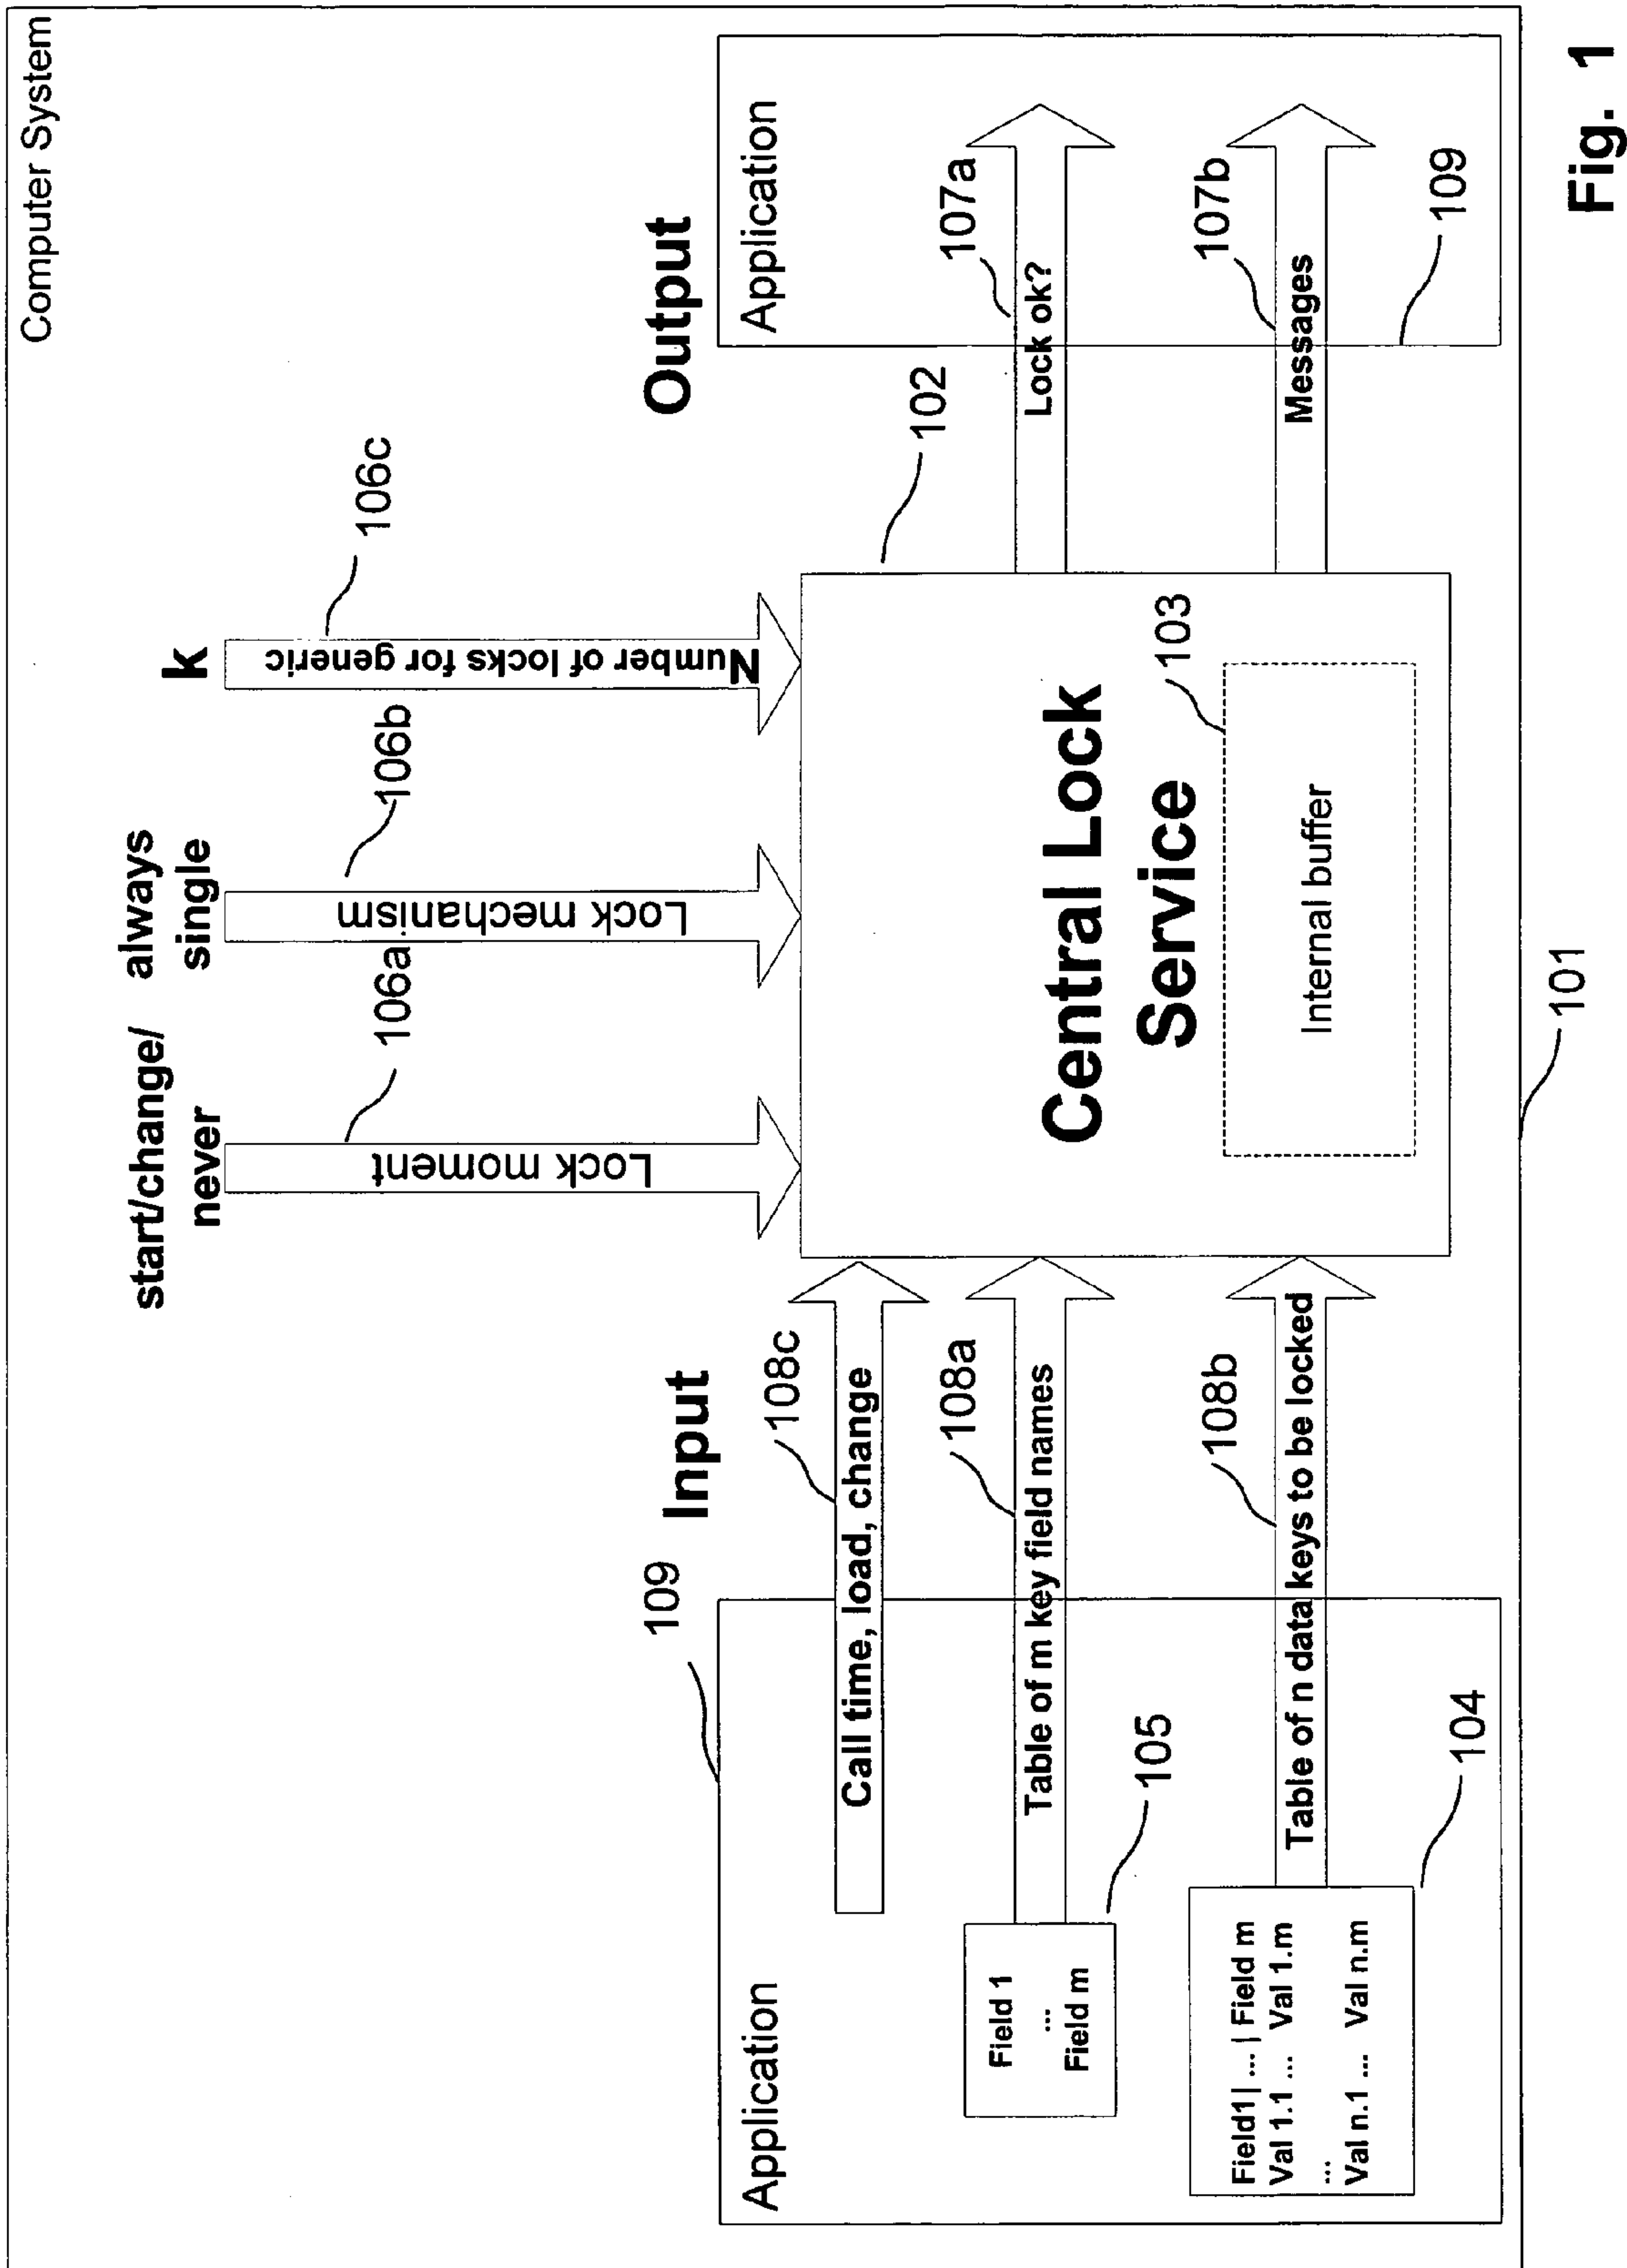 Computer System
start/change/
never
always
single
k
106a
106b
106c
Lock moment
Lock mechanism
Number of locks for generic
Input
Output
109
102
Application
Application
108c
Call time, load, change
108a
Table of m key field names
108b
Table of n data keys to be locked
Field 1
...
Field m
105
Field1 | ... | Field m
Val 1.1 ... Val 1.m
...
Val n.1 ... Val n.m
104
Central Lock
Service
103
Internal buffer
107a
Lock ok?
107b
Messages
109
101
Fig. 1